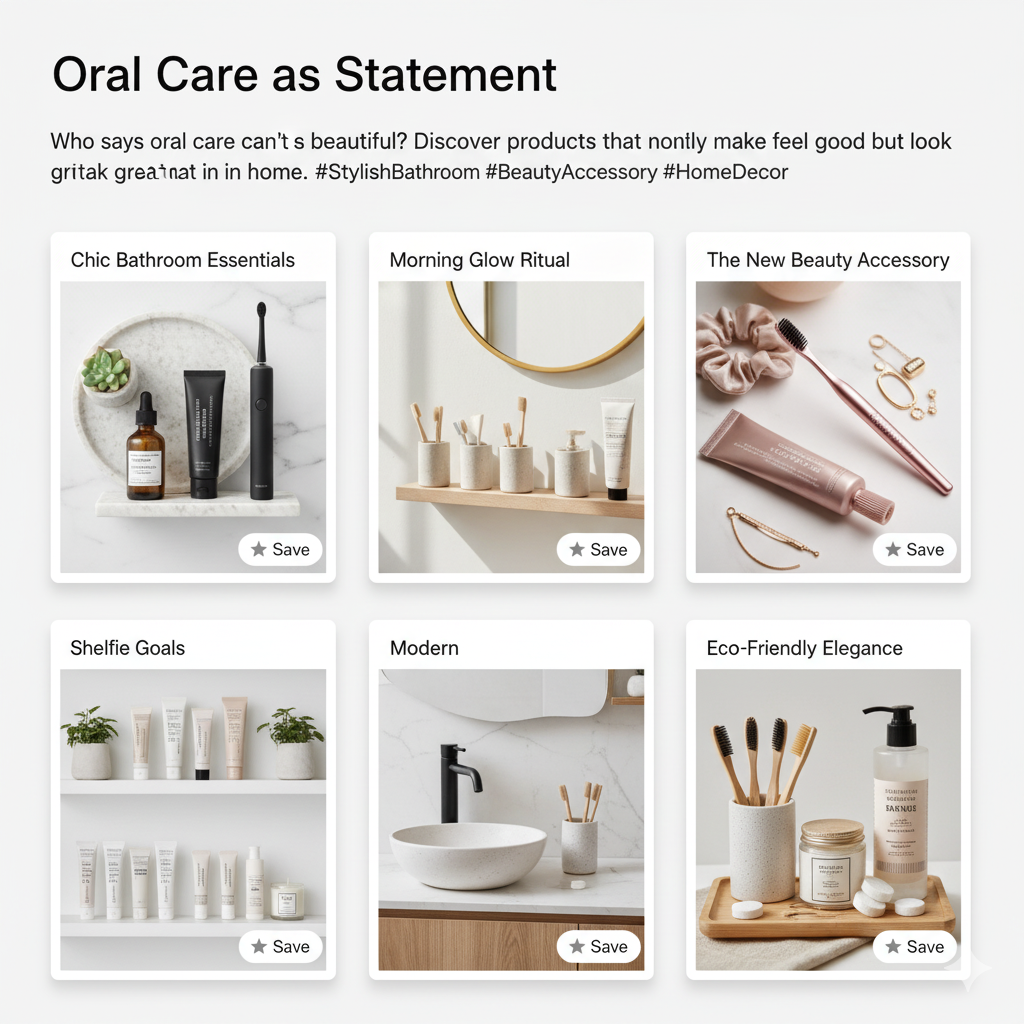 Oral Care as Statement
Who says oral care can't s beautiful? Discover products that nontly make feel good but look
gritak greatnat in in home. #StylishBathroom #BeautyAccessory #HomeDecor
Chic Bathroom Essentials
Morning Glow Ritual
The New Beauty Accessory
Save
Save
Save
Shelfie Goals
Modern
Eco-Friendly Elegance
Save
Save
Save